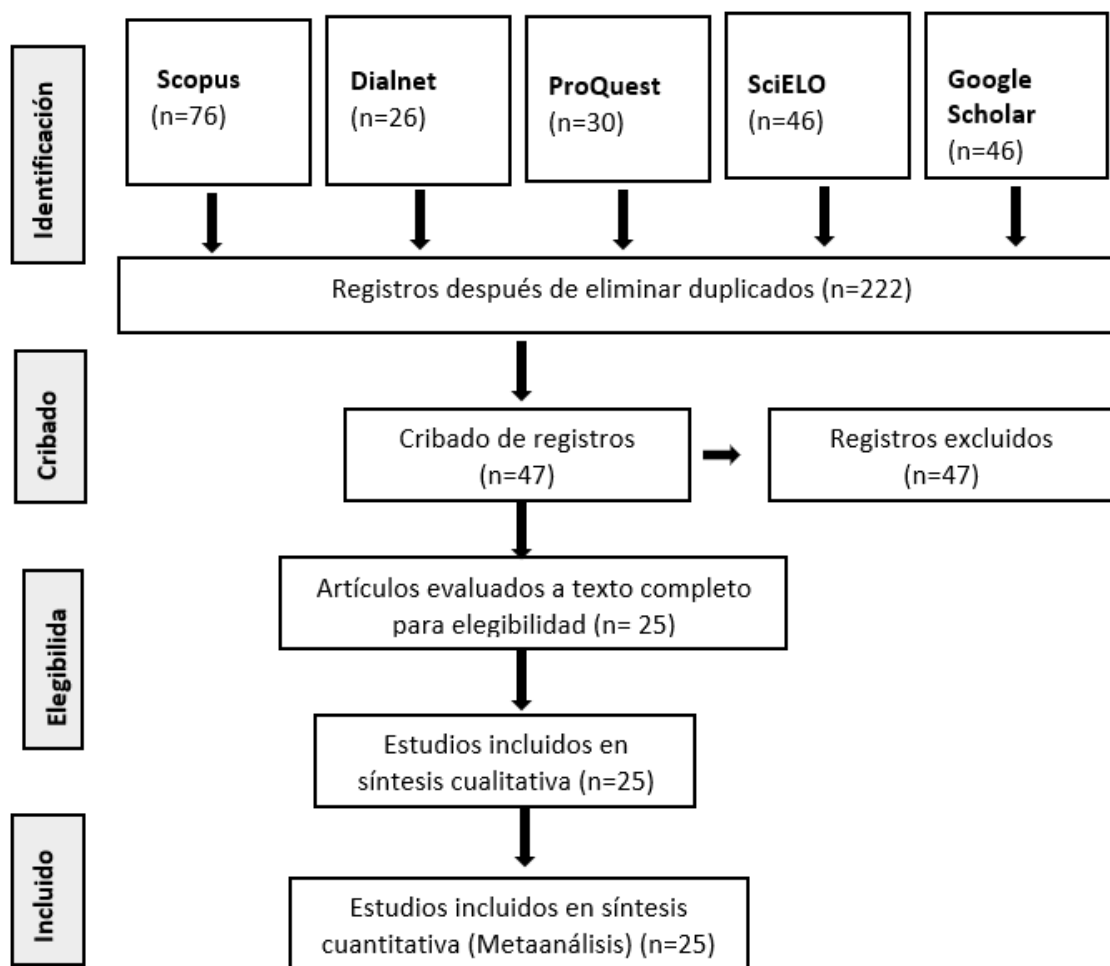 Identificación
Scopus
(n=76)
Dialnet
(n=26)
ProQuest
(n=30)
SciELO
(n=46)
Google
Scholar
(n=46)
Registros después de eliminar duplicados (n=222)
Cribado
Cribado de registros
(n=47)
Registros excluidos
(n=47)
Elegibilida
Artículos evaluados a texto completo
para elegibilidad (n= 25)
Estudios incluidos en
síntesis cualitativa (n=25)
Incluido
Estudios incluidos en síntesis
cuantitativa (Metaanálisis) (n=25)